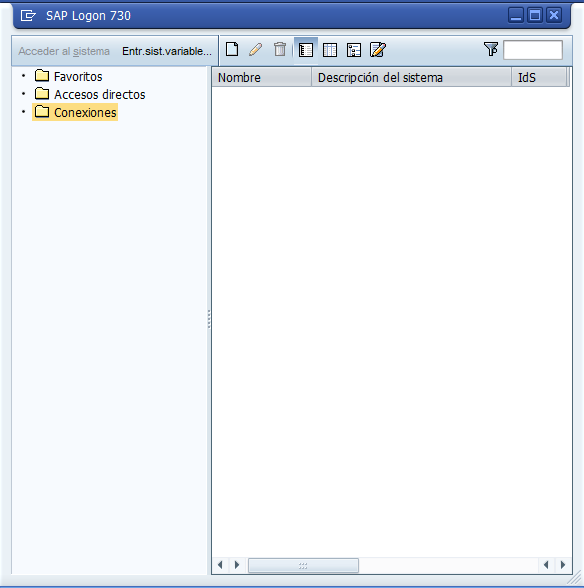 SAP Logon 730
Acceder al sistema Entr.sist.variable...
Favoritos
Accesos directos
Conexiones
Nombre Descripción del sistema IdS